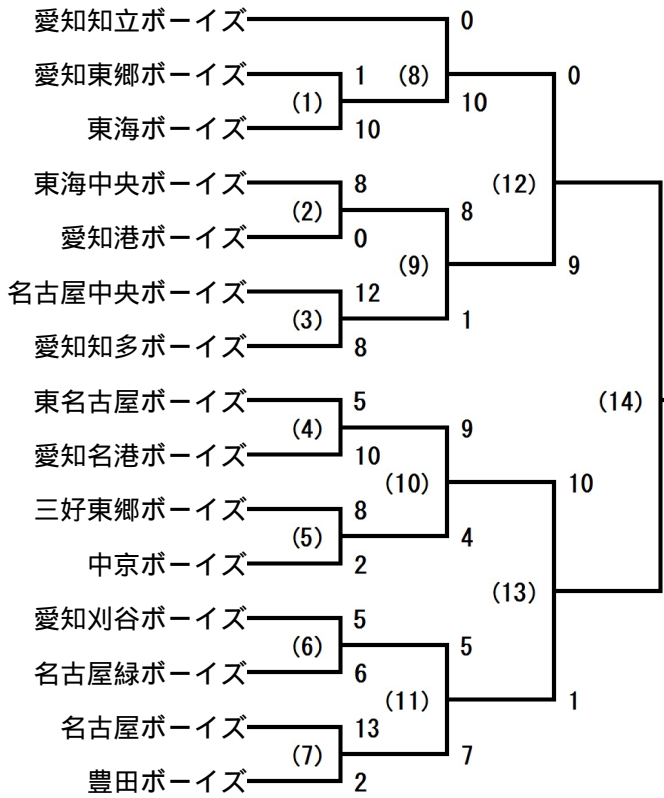 愛知知立ボーイズ 0
愛知東郷ボーイズ 1 (8) 0
(1) 10
東海ボーイズ 10
東海中央ボーイズ 8 (12)
(2) 8
愛知港ボーイズ 0
(9) 9
名古屋中央ボーイズ 12
(3) 1
愛知知多ボーイズ 8
東名古屋ボーイズ 5 (14)
(4) 9
愛知名港ボーイズ 10
(10) 10
三好東郷ボーイズ 8
(5) 4
中京ボーイズ 2
(13)
愛知刈谷ボーイズ 5
(6) 5
名古屋緑ボーイズ 6
(11) 1
名古屋ボーイズ 13
(7) 7
豊田ボーイズ 2